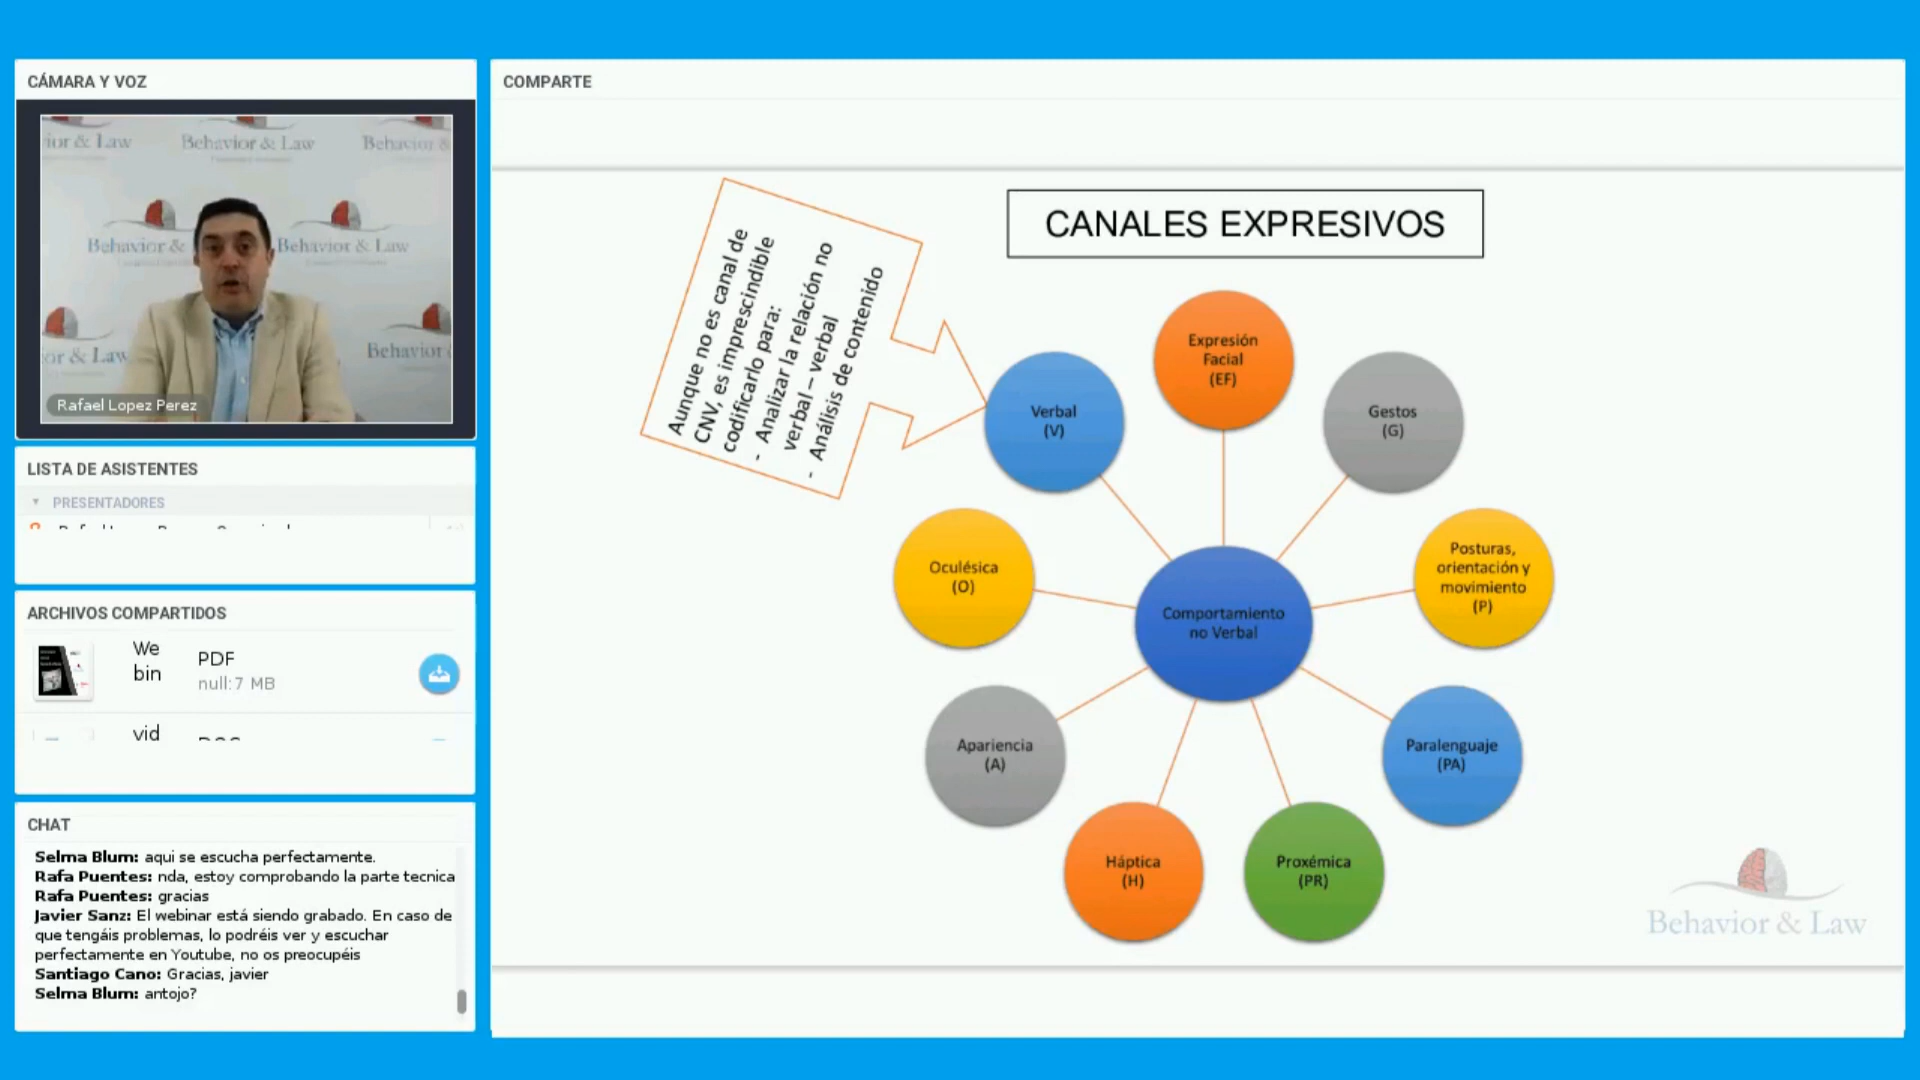 CÁMARA Y VOZ
ior & Law
Behavior & Law
Behavior &
Behavior &
Behavior & Law
or & Law
Behavior
Rafael Lopez Perez
LISTA DE ASISTENTES
PRESENTADORES
ARCHIVOS COMPARTIDOS
We
bin
PDF
null:7 MB
vid
CHAT
Selma Blum: aqui se escucha perfectamente.
Rafa Puentes: nda, estoy comprobando la parte tecnica
Rafa Puentes: gracias
Javier Sanz: El webinar está siendo grabado. En caso de
que tengáis problemas, lo podréis ver y escuchar
perfectamente en Youtube, no os preocupéis
Santiago Cano: Gracias, javier
Selma Blum: antojo?
COMPARTE
CANALES EXPRESIVOS
Aunque no es canal de
CNV, es imprescindible
codificarlo para:
- Analizar la relación no
verbal – verbal
- Análisis de contenido
Verbal
(V)
Expresión
Facial
(EF)
Gestos
(G)
Oculésica
(O)
Posturas,
orientación y
movimiento
(P)
Comportamiento
no Verbal
Apariencia
(A)
Paralenguaje
(PA)
Háptica
(H)
Proxémica
(PR)
Behavior & Law